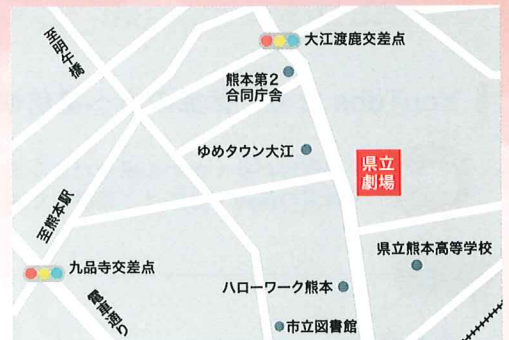 至明午橋
大江渡鹿交差点
熊本第2
合同庁舎
ゆめタウン大江
県立
劇場
至熊本駅
県立熊本高等学校
九品寺交差点
ハローワーク熊本
電車通り
市立図書館